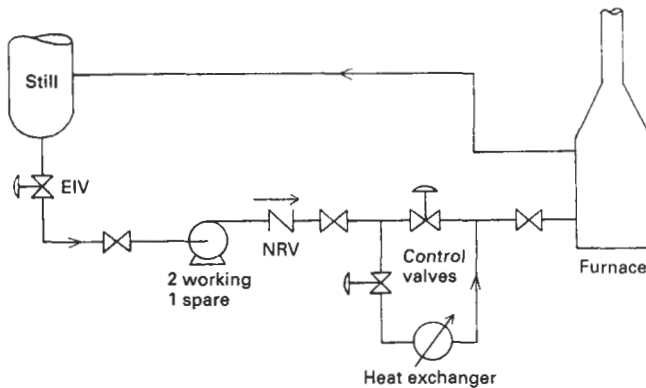 Still
EIV
NRV
2 working
1 spare
Control
valves
Heat exchanger
Furnace